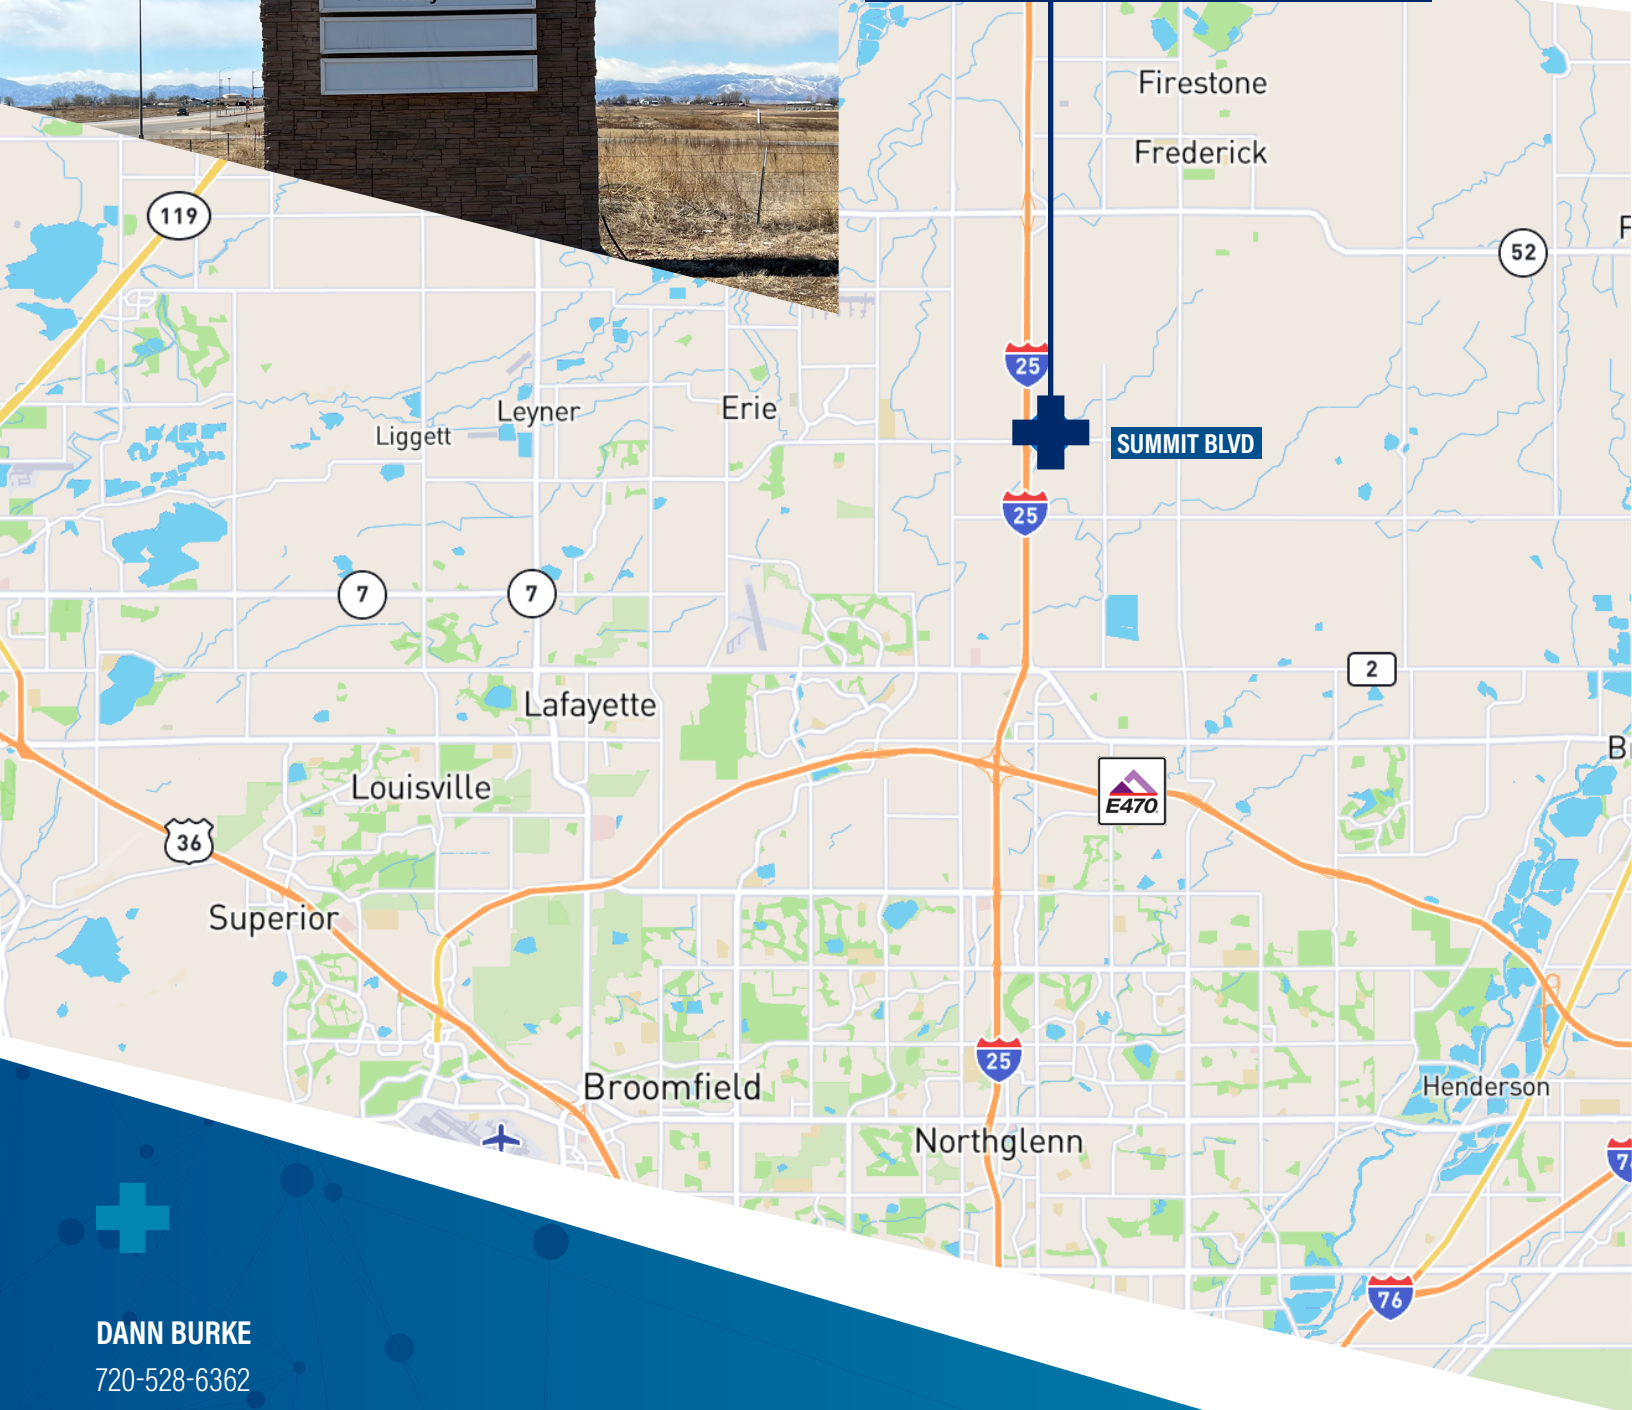 Firestone
Frederick
119
52
25
Leyner
Erie
Liggett
SUMMIT BLVD
25
7
7
2
Lafayette
Louisville
E470
36
Superior
25
Broomfield
Henderson
Northglenn
76
DANN BURKE
720-528-6362